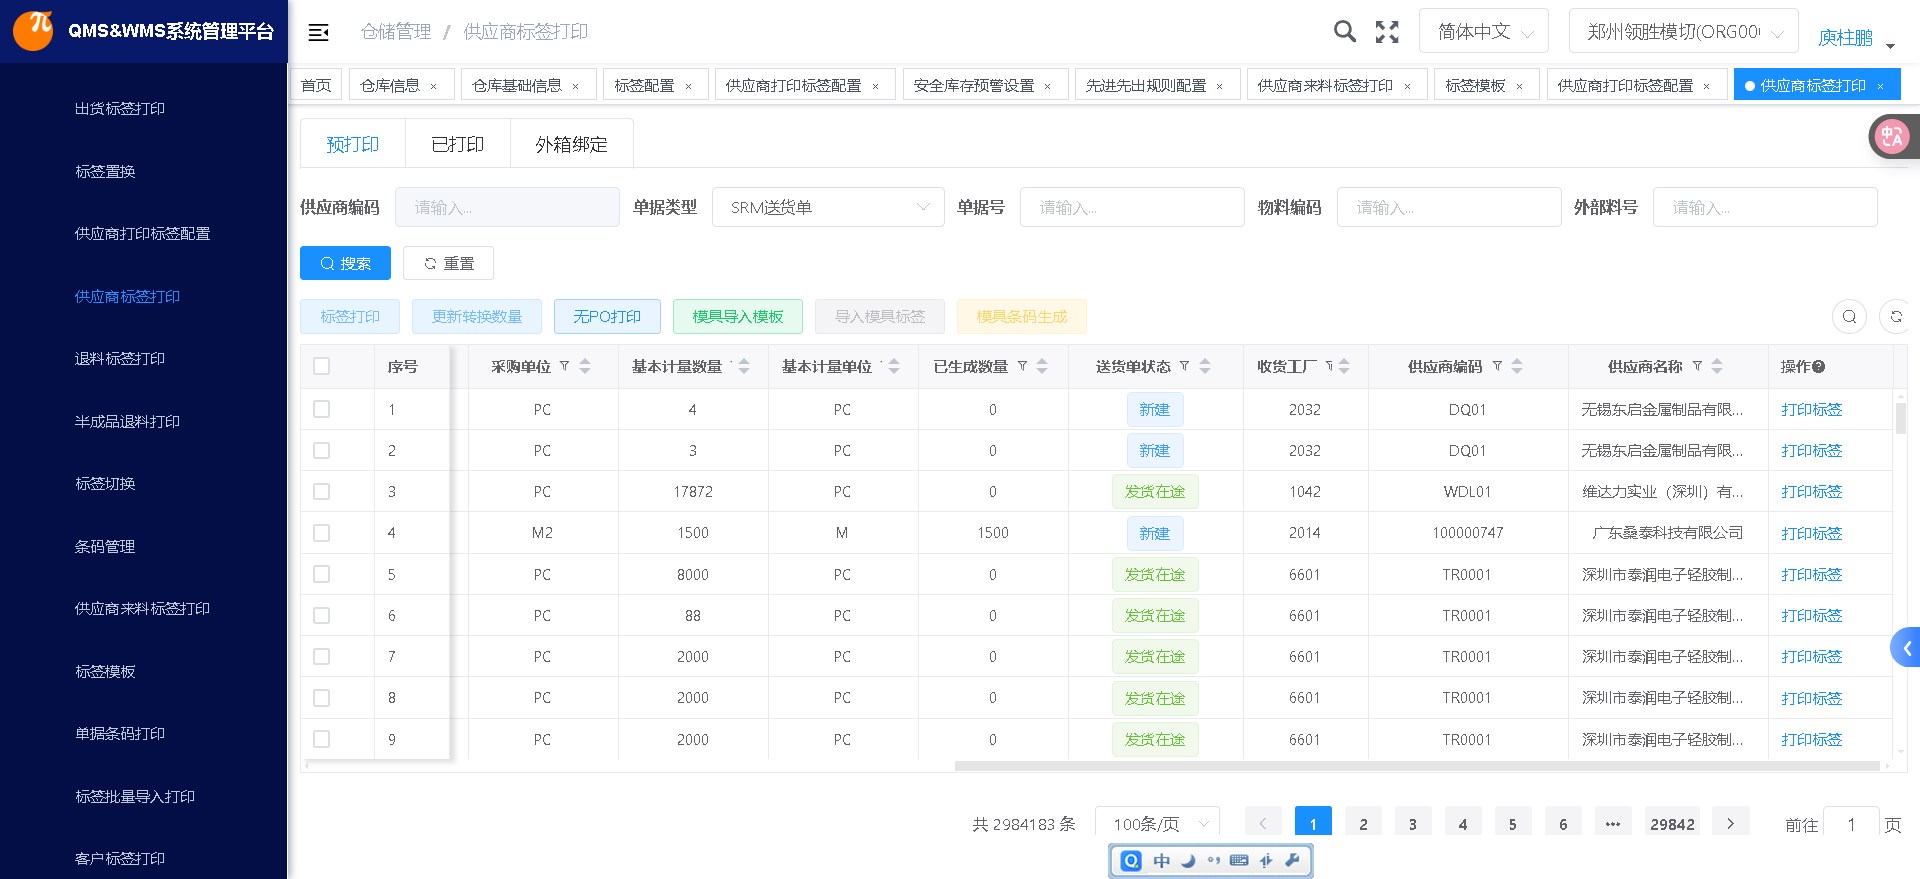 QMS&WMS系统管理平台
仓储管理 / 供应商标签打印
简体中文
郑州领胜模切(ORG00
庾柱鹏
首页 仓库信息 × 仓库基础信息 × 标签配置 × 供应商打印标签配置 × 安全库存预警设置 × 先进先出规则配置 × 供应商来料标签打印 × 标签模板 × 供应商打印标签配置 × 供应商标签打印 ×
出货标签打印
标签置换
供应商打印标签配置
供应商标签打印
退料标签打印
半成品退料打印
标签切换
条码管理
供应商来料标签打印
标签模板
单据条码打印
标签批量导入打印
客户标签打印
预打印 已打印 外箱绑定
供应商编码 请输入... 单据类型 SRM送货单 单据号 请输入... 物料编码 请输入... 外部料号 请输入...
搜索 重置
标签打印 更新转换数量 无PO打印 模具导入模板 导入模具标签 模具条码生成
序号 采购单位 基本计量数量 基本计量单位 已生成数量 送货单状态 收货工厂 供应商编码 供应商名称 操作
1 PC 4 PC 0 新建 2032 DQ01 无锡东启金属制品有限... 打印标签
2 PC 3 PC 0 新建 2032 DQ01 无锡东启金属制品有限... 打印标签
3 PC 17872 PC 0 发货在途 1042 WDL01 维达力实业（深圳）有... 打印标签
4 M2 1500 M 1500 新建 2014 100000747 广东桑泰科技有限公司 打印标签
5 PC 8000 PC 0 发货在途 6601 TR0001 深圳市泰润电子轻胶制... 打印标签
6 PC 88 PC 0 发货在途 6601 TR0001 深圳市泰润电子轻胶制... 打印标签
7 PC 2000 PC 0 发货在途 6601 TR0001 深圳市泰润电子轻胶制... 打印标签
8 PC 2000 PC 0 发货在途 6601 TR0001 深圳市泰润电子轻胶制... 打印标签
9 PC 2000 PC 0 发货在途 6601 TR0001 深圳市泰润电子轻胶制... 打印标签
共 2984183 条 100条/页 1 2 3 4 5 6 ••• 29842 前往 1 页
中